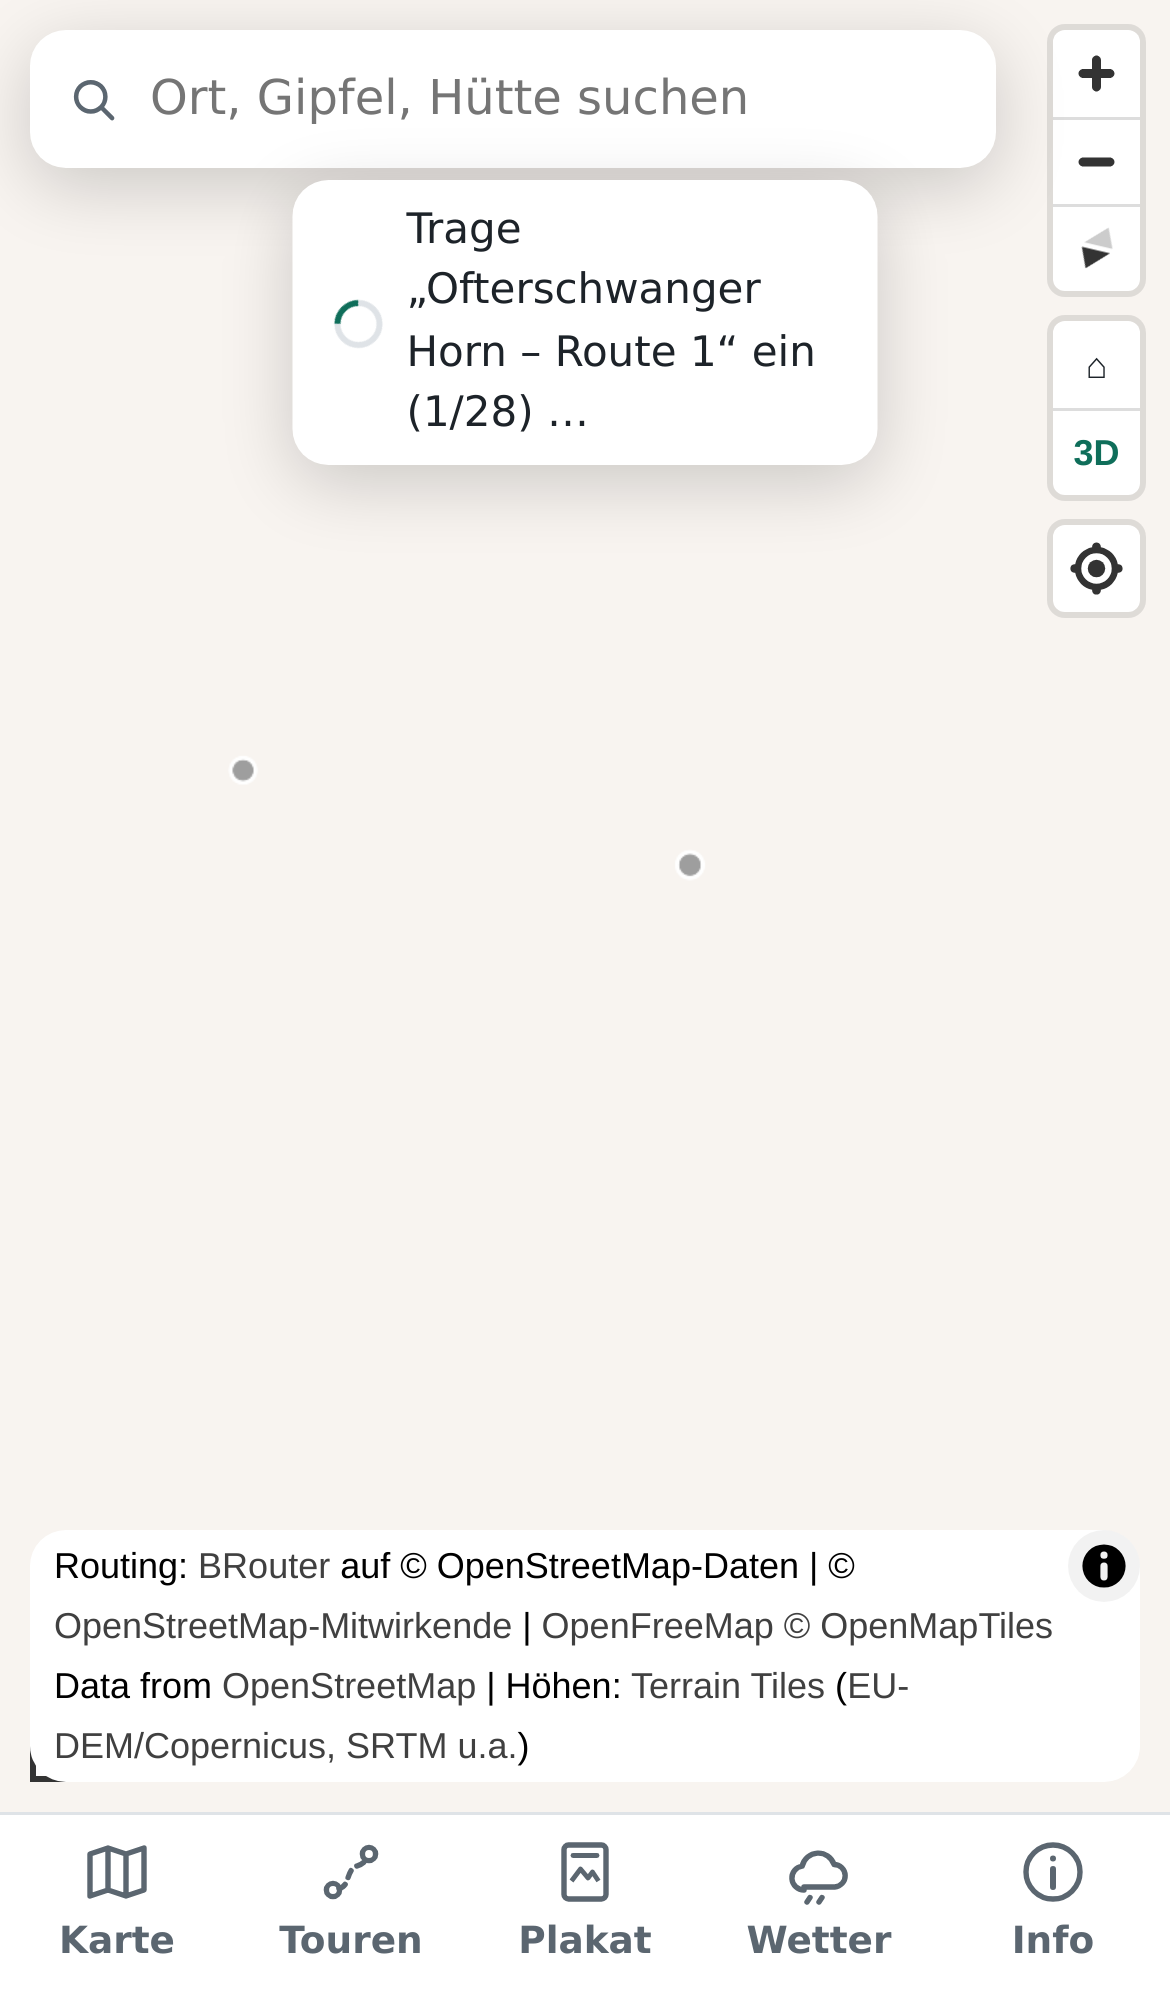 Ort, Gipfel, Hütte suchen
Trage
„Ofterschwanger
Horn – Route 1“ ein
(1/28) …
3D
Routing: BRouter auf © OpenStreetMap-Daten | ©
OpenStreetMap-Mitwirkende | OpenFreeMap © OpenMapTiles
Data from OpenStreetMap | Höhen: Terrain Tiles (EU-
DEM/Copernicus, SRTM u.a.)
Karte
Touren
Plakat
Wetter
Info